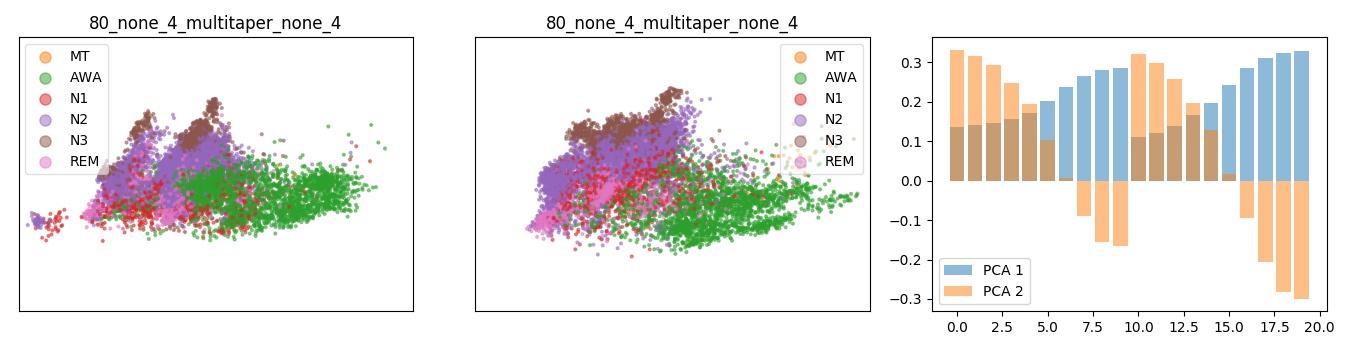 80_none_4_multitaper_none_4
MT
AWA
N1
N2
N3
REM
80_none_4_multitaper_none_4
MT
AWA
N1
N2
N3
REM
0.3
0.2
0.1
0.0
−0.1
−0.2
−0.3
PCA 1
PCA 2
0.0 2.5 5.0 7.5 10.0 12.5 15.0 17.5 20.0